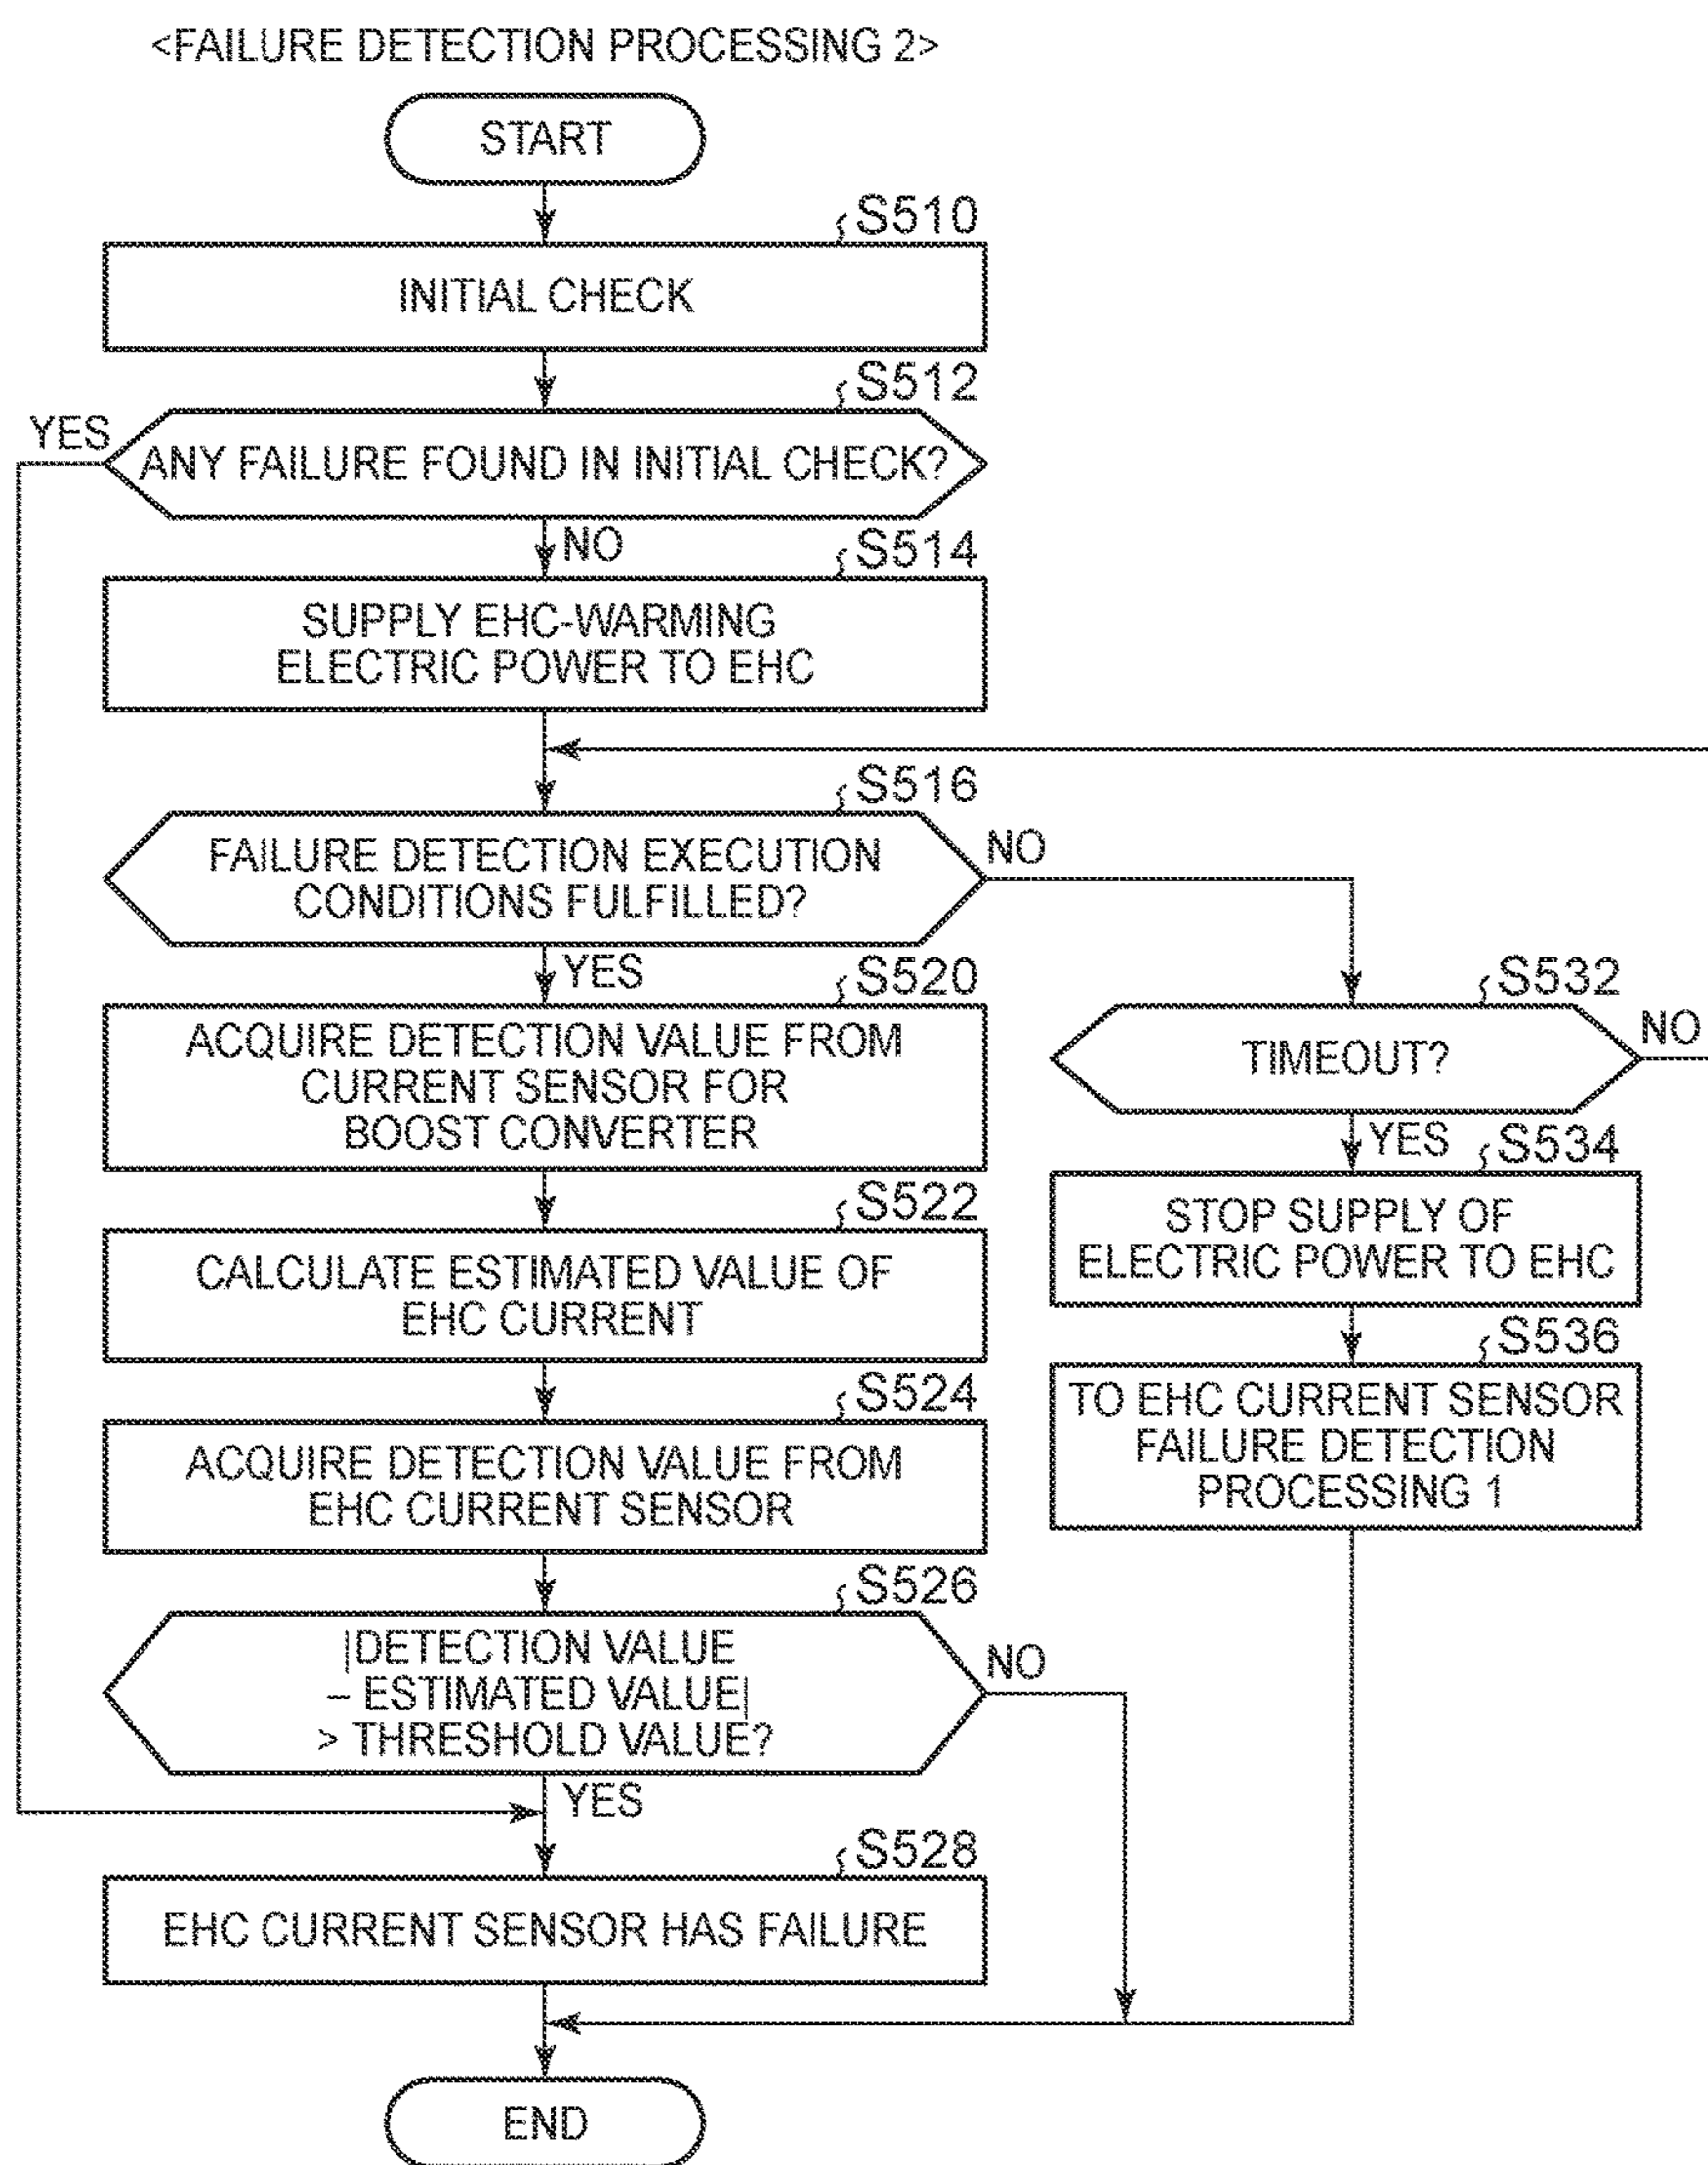 <FAILURE DETECTION PROCESSING 2>
START
S510
INITIAL CHECK
S512
YES
ANY FAILURE FOUND IN INITIAL CHECK?
NO
S514
SUPPLY EHC-WARMING
ELECTRIC POWER TO EHC
S516
FAILURE DETECTION EXECUTION
CONDITIONS FULFILLED?
NO
YES
S520
ACQUIRE DETECTION VALUE FROM
CURRENT SENSOR FOR
BOOST CONVERTER
S532
TIMEOUT?
NO
YES
S534
STOP SUPPLY OF
ELECTRIC POWER TO EHC
S522
CALCULATE ESTIMATED VALUE OF
EHC CURRENT
S536
TO EHC CURRENT SENSOR
FAILURE DETECTION
PROCESSING 1
S524
ACQUIRE DETECTION VALUE FROM
EHC CURRENT SENSOR
S526
|DETECTION VALUE
– ESTIMATED VALUE|
> THRESHOLD VALUE?
NO
YES
S528
EHC CURRENT SENSOR HAS FAILURE
END